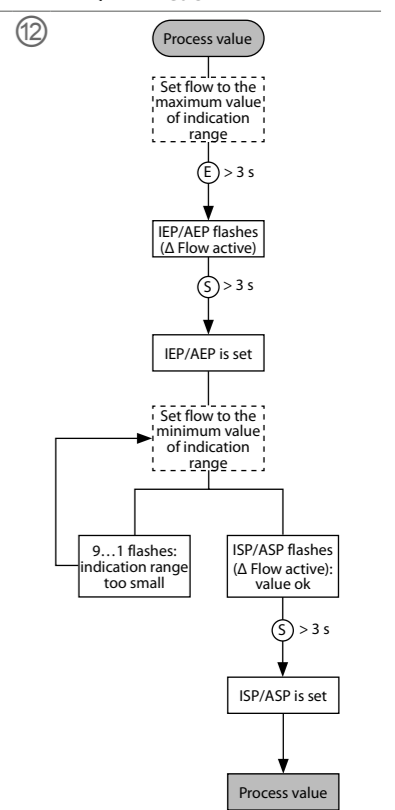 ⑫
Process value
Set flow to the
maximum value
of indication
range
E > 3 s
IEP/AEP flashes
(Δ Flow active)
S > 3 s
IEP/AEP is set
Set flow to the
minimum value
of indication
range
9…1 flashes:
indication range
too small
ISP/ASP flashes
(Δ Flow active):
value ok
S > 3 s
ISP/ASP is set
Process value